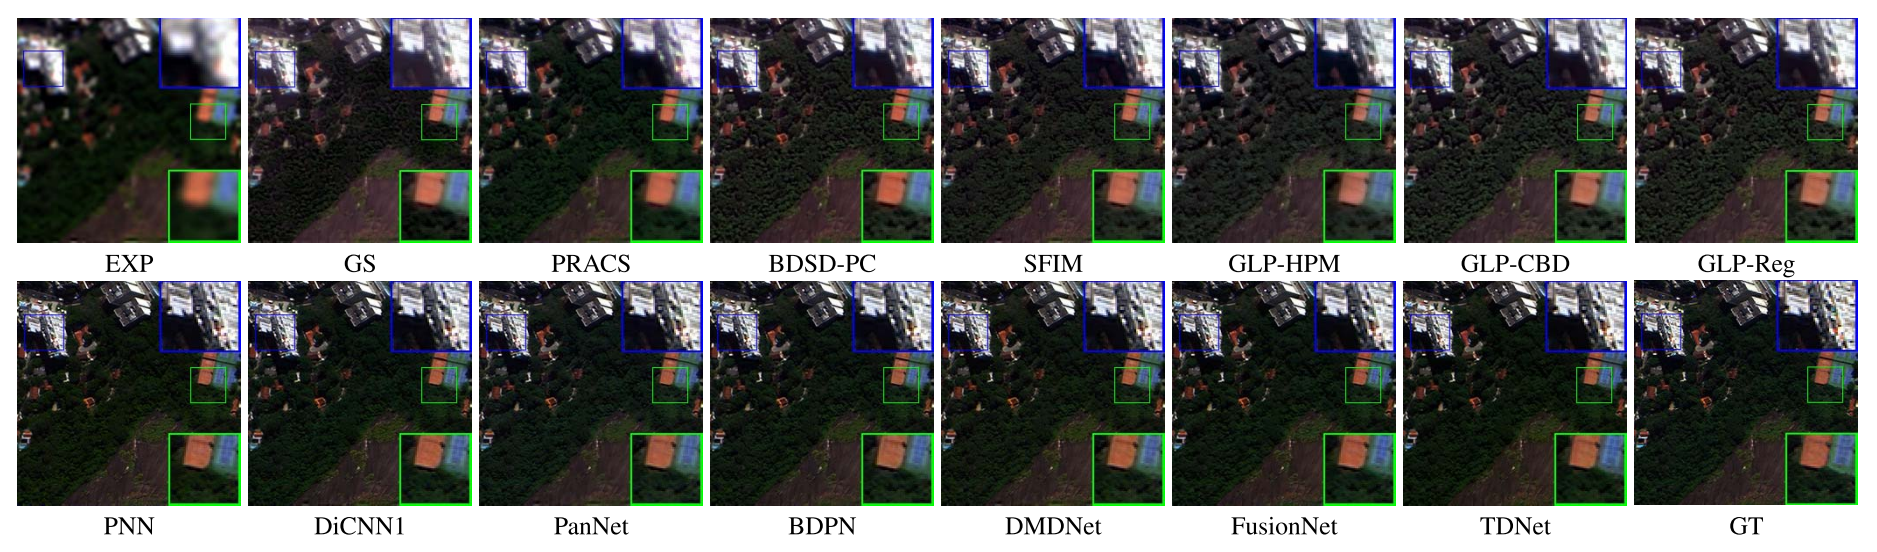 EXP GS PRACS BDSD-PC SFIM GLP-HPM GLP-CBD GLP-Reg
PNN DiCNN1 PanNet BDPN DMDNet FusionNet TDNet GT